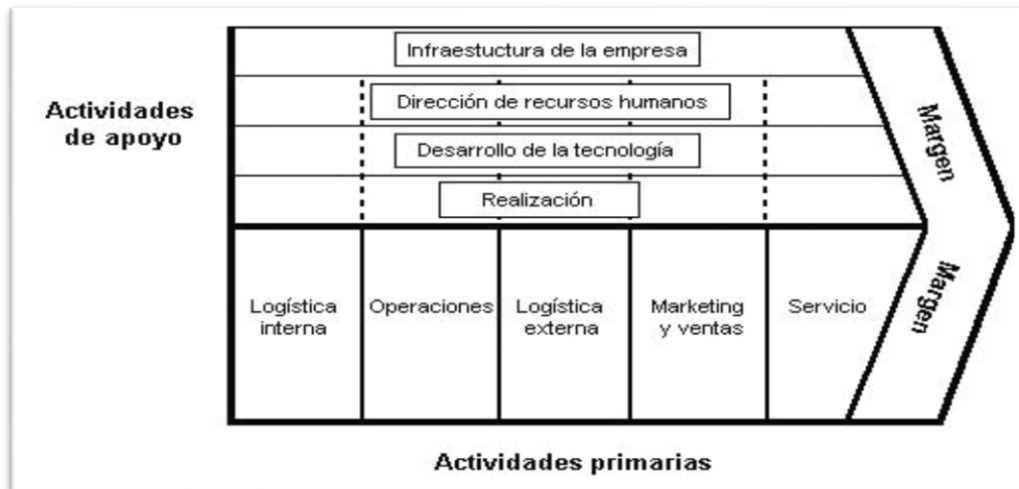 Infraestuctura de la empresa
Dirección de recursos humanos
Desarrollo de la tecnología
Realización
Actividades
de apoyo
Margen
Margen
Logística
interna
Operaciones
Logística
externa
Marketing
y ventas
Servicio
Actividades primarias